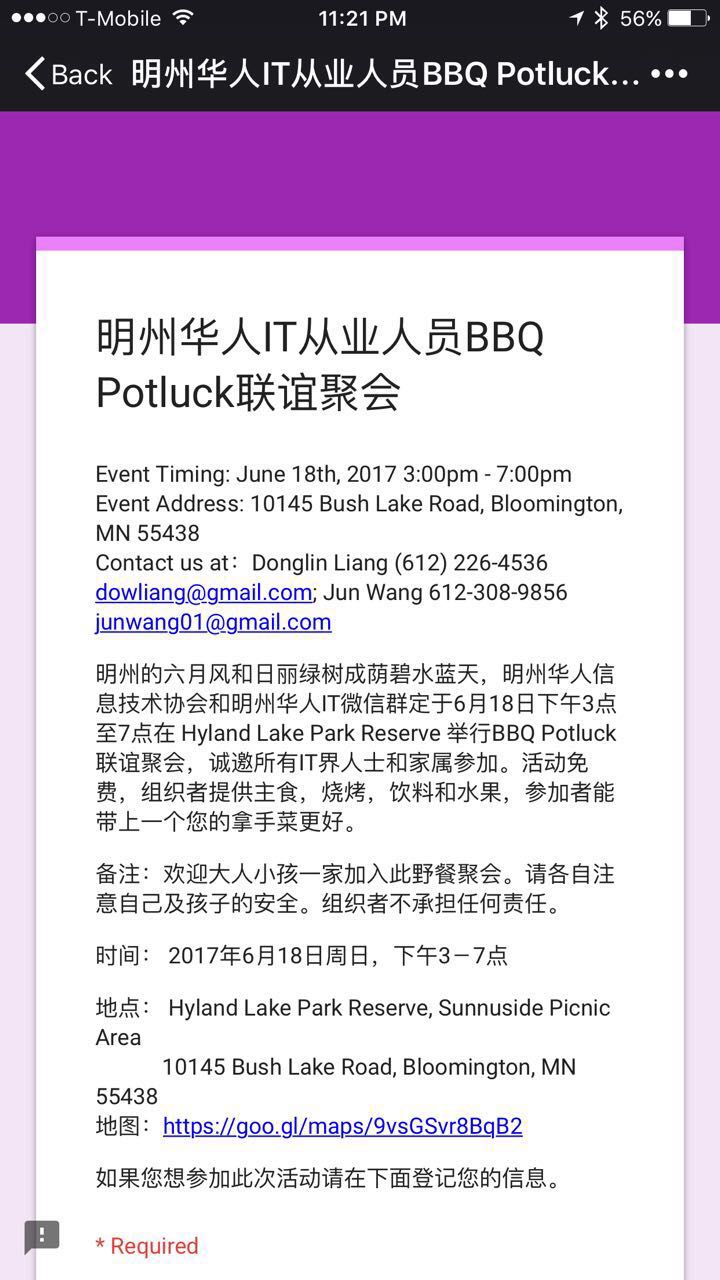 T-Mobile 11:21 PM 56%
Back 明州华人IT从业人员BBQ Potluck...
明州华人IT从业人员BBQ
Potluck联谊聚会
Event Timing: June 18th, 2017 3:00pm - 7:00pm
Event Address: 10145 Bush Lake Road, Bloomington,
MN 55438
Contact us at：Donglin Liang (612) 226-4536
dowliang@gmail.com; Jun Wang 612-308-9856
junwang01@gmail.com
明州的六月风和日丽绿树成荫碧水蓝天，明州华人信
息技术协会和明州华人IT微信群定于6月18日下午3点
至7点在 Hyland Lake Park Reserve 举行BBQ Potluck
联谊聚会，诚邀所有IT界人士和家属参加。活动免
费，组织者提供主食，烧烤，饮料和水果，参加者能
带上一个您的拿手菜更好。
备注：欢迎大人小孩一家加入此野餐聚会。请各自注
意自己及孩子的安全。组织者不承担任何责任。
时间： 2017年6月18日周日，下午3－7点
地点： Hyland Lake Park Reserve, Sunnuside Picnic
Area
10145 Bush Lake Road, Bloomington, MN
55438
地图：https://goo.gl/maps/9vsGSvr8BqB2
如果您想参加此次活动请在下面登记您的信息。
* Required